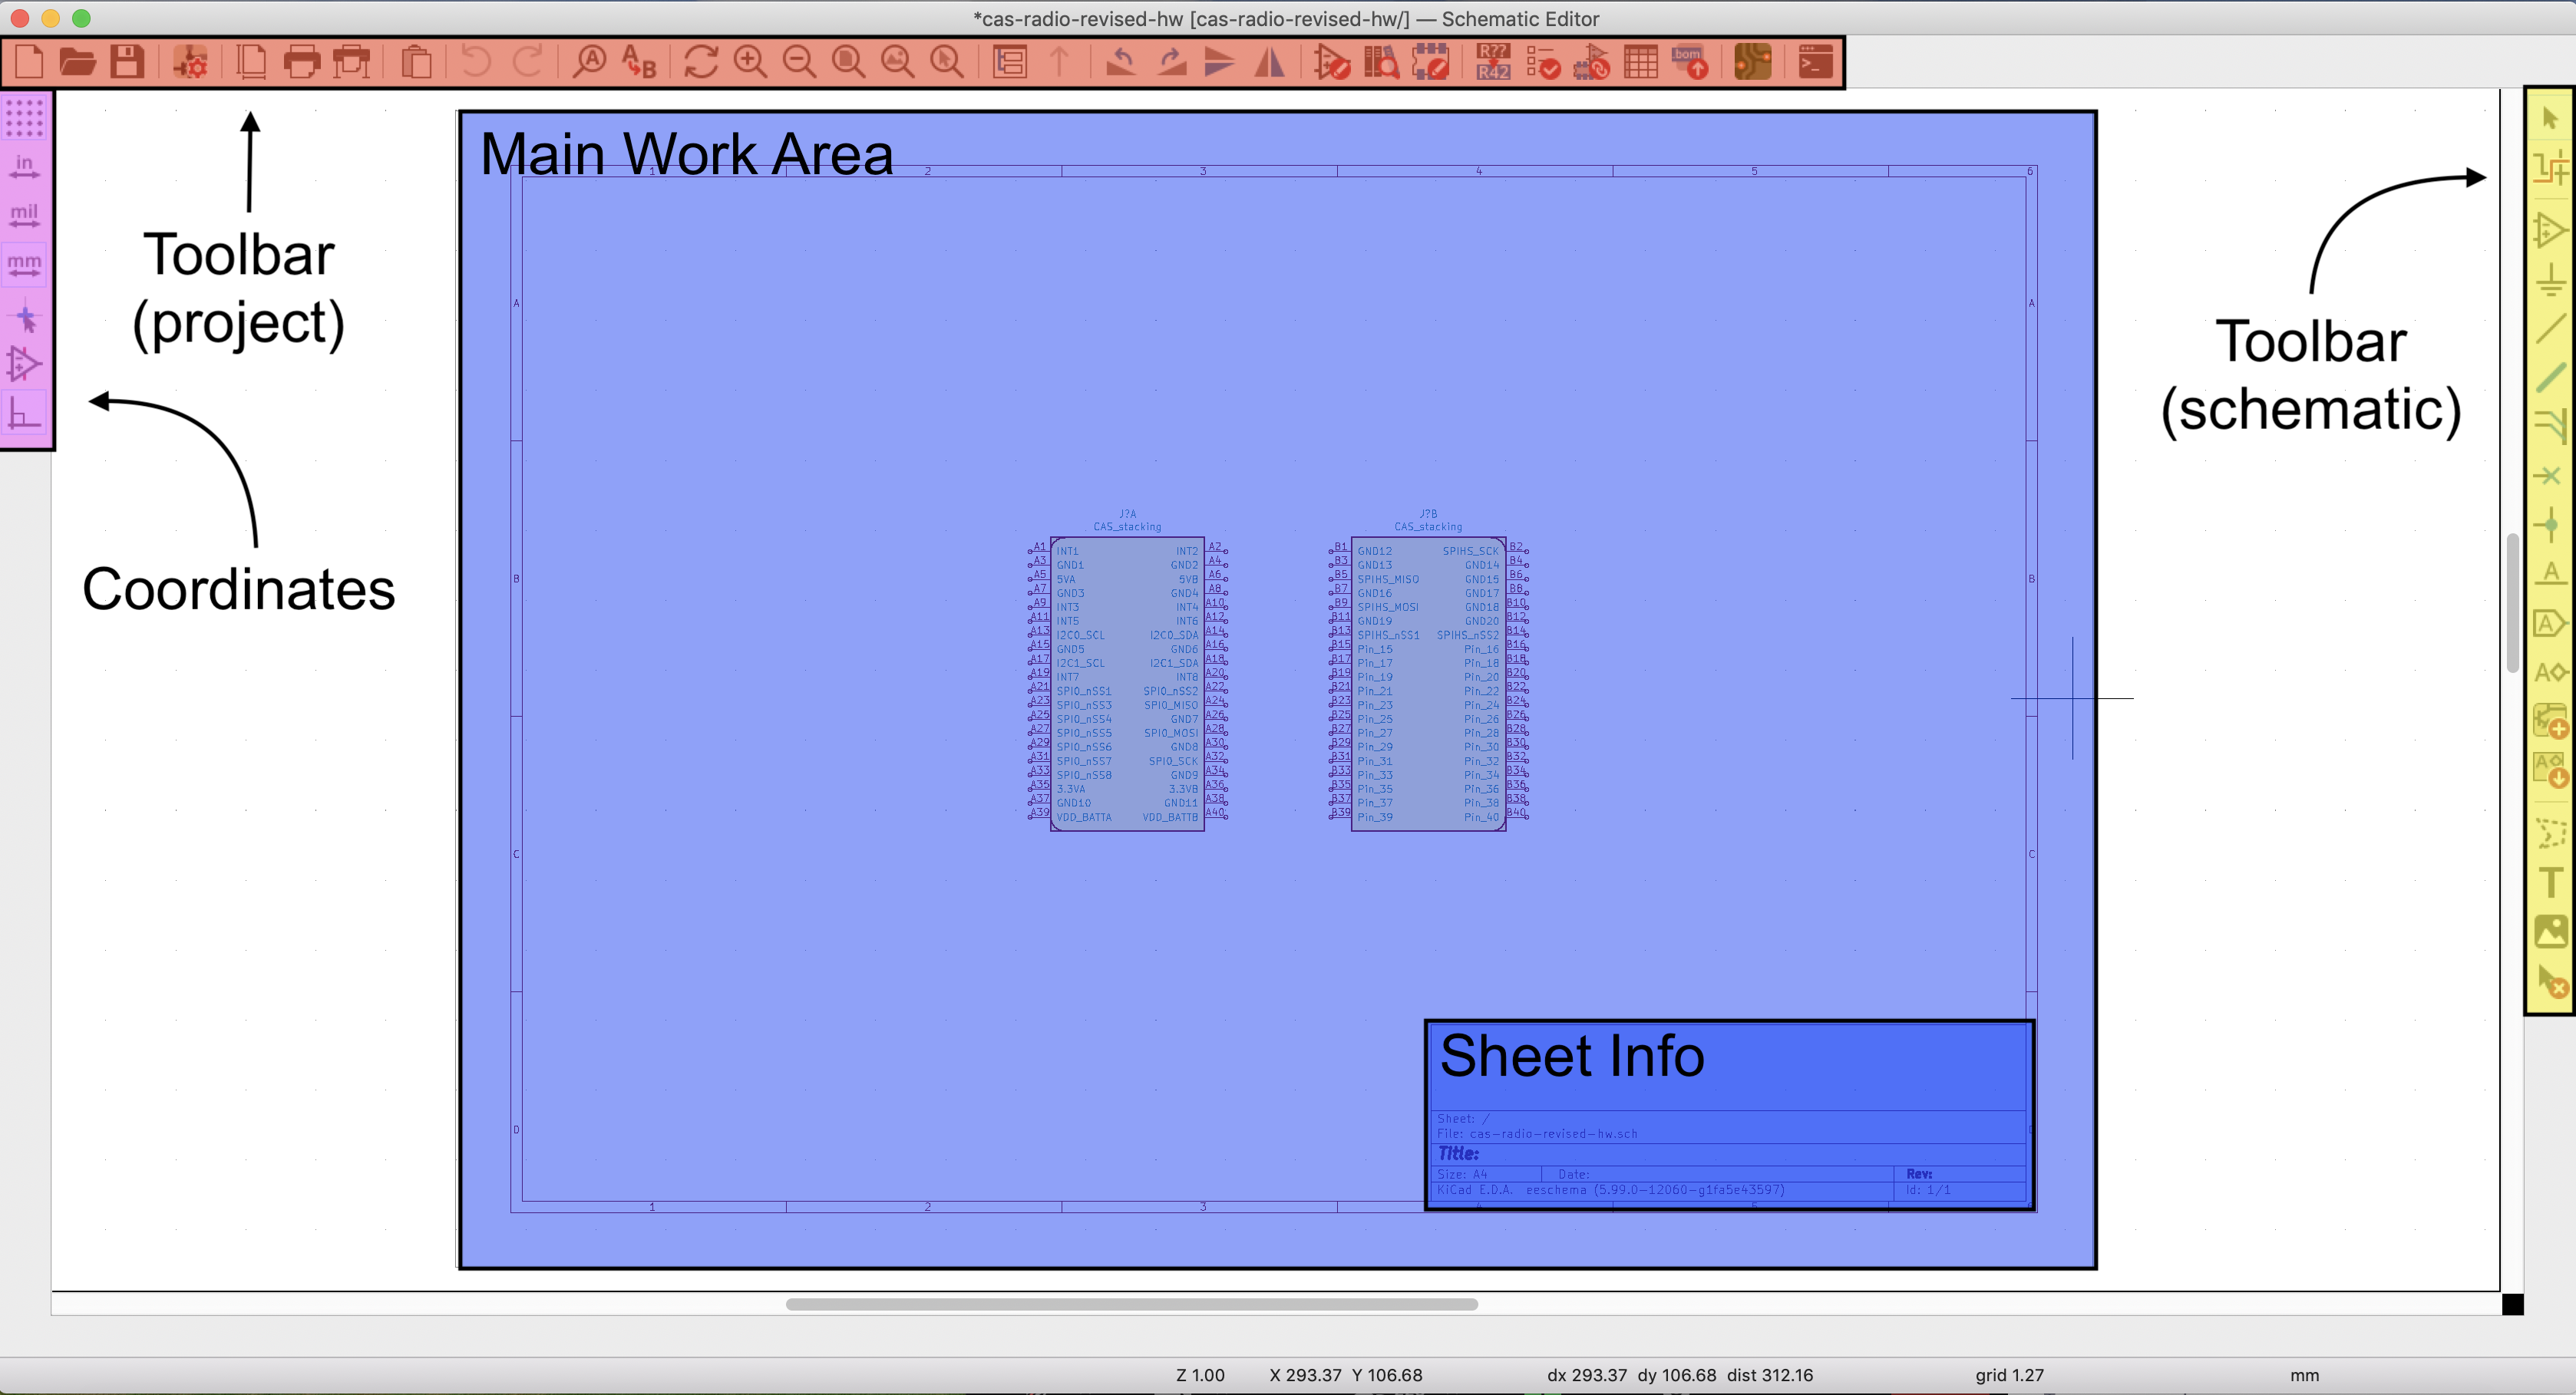 *cas-radio-revised-hw [cas-radio-revised-hw/] — Schematic Editor
A
A B
R??
R42
bom
in
mil
mm
Toolbar
(project)
Coordinates
Main Work Area
Toolbar
(schematic)
1 2 3 4 5 6
A A
B B
C C
D
J?A
CAS_stacking
A1 INT1 INT2 A2
A3 GND1 GND2 A4
A5 5VA 5VB A6
A7 GND3 GND4 A8
A9 INT3 INT4 A10
A11 INT5 INT6 A12
A13 I2C0_SCL I2C0_SDA A14
A15 GND5 GND6 A16
A17 I2C1_SCL I2C1_SDA A18
A19 INT7 INT8 A20
A21 SPI0_nSS1 SPI0_nSS2 A22
A23 SPI0_nSS3 SPI0_MISO A24
A25 SPI0_nSS4 GND7 A26
A27 SPI0_nSS5 SPI0_MOSI A28
A29 SPI0_nSS6 GND8 A30
A31 SPI0_nSS7 SPI0_SCK A32
A33 SPI0_nSS8 GND9 A34
A35 3.3VA 3.3VB A36
A37 GND10 GND11 A38
A39 VDD_BATTA VDD_BATTB A40
J?B
CAS_stacking
B1 GND12 SPIHS_SCK B2
B3 GND13 GND14 B4
B5 SPIHS_MISO GND15 B6
B7 GND16 GND17 B8
B9 SPIHS_MOSI GND18 B10
B11 GND19 GND20 B12
B13 SPIHS_nSS1 SPIHS_nSS2 B14
B15 Pin_15 Pin_16 B16
B17 Pin_17 Pin_18 B18
B19 Pin_19 Pin_20 B20
B21 Pin_21 Pin_22 B22
B23 Pin_23 Pin_24 B24
B25 Pin_25 Pin_26 B26
B27 Pin_27 Pin_28 B28
B29 Pin_29 Pin_30 B30
B31 Pin_31 Pin_32 B32
B33 Pin_33 Pin_34 B34
B35 Pin_35 Pin_36 B36
B37 Pin_37 Pin_38 B38
B39 Pin_39 Pin_40 B40
Sheet Info
Sheet: /
File: cas-radio-revised-hw.sch
Title:
Size: A4 Date: Rev:
KiCad E.D.A. eeschema (5.99.0-12060-g1fa5e43597) Id: 1/1
1 2 3 4 5
A
A
A
A
T
Z 1.00 X 293.37 Y 106.68 dx 293.37 dy 106.68 dist 312.16 grid 1.27 mm